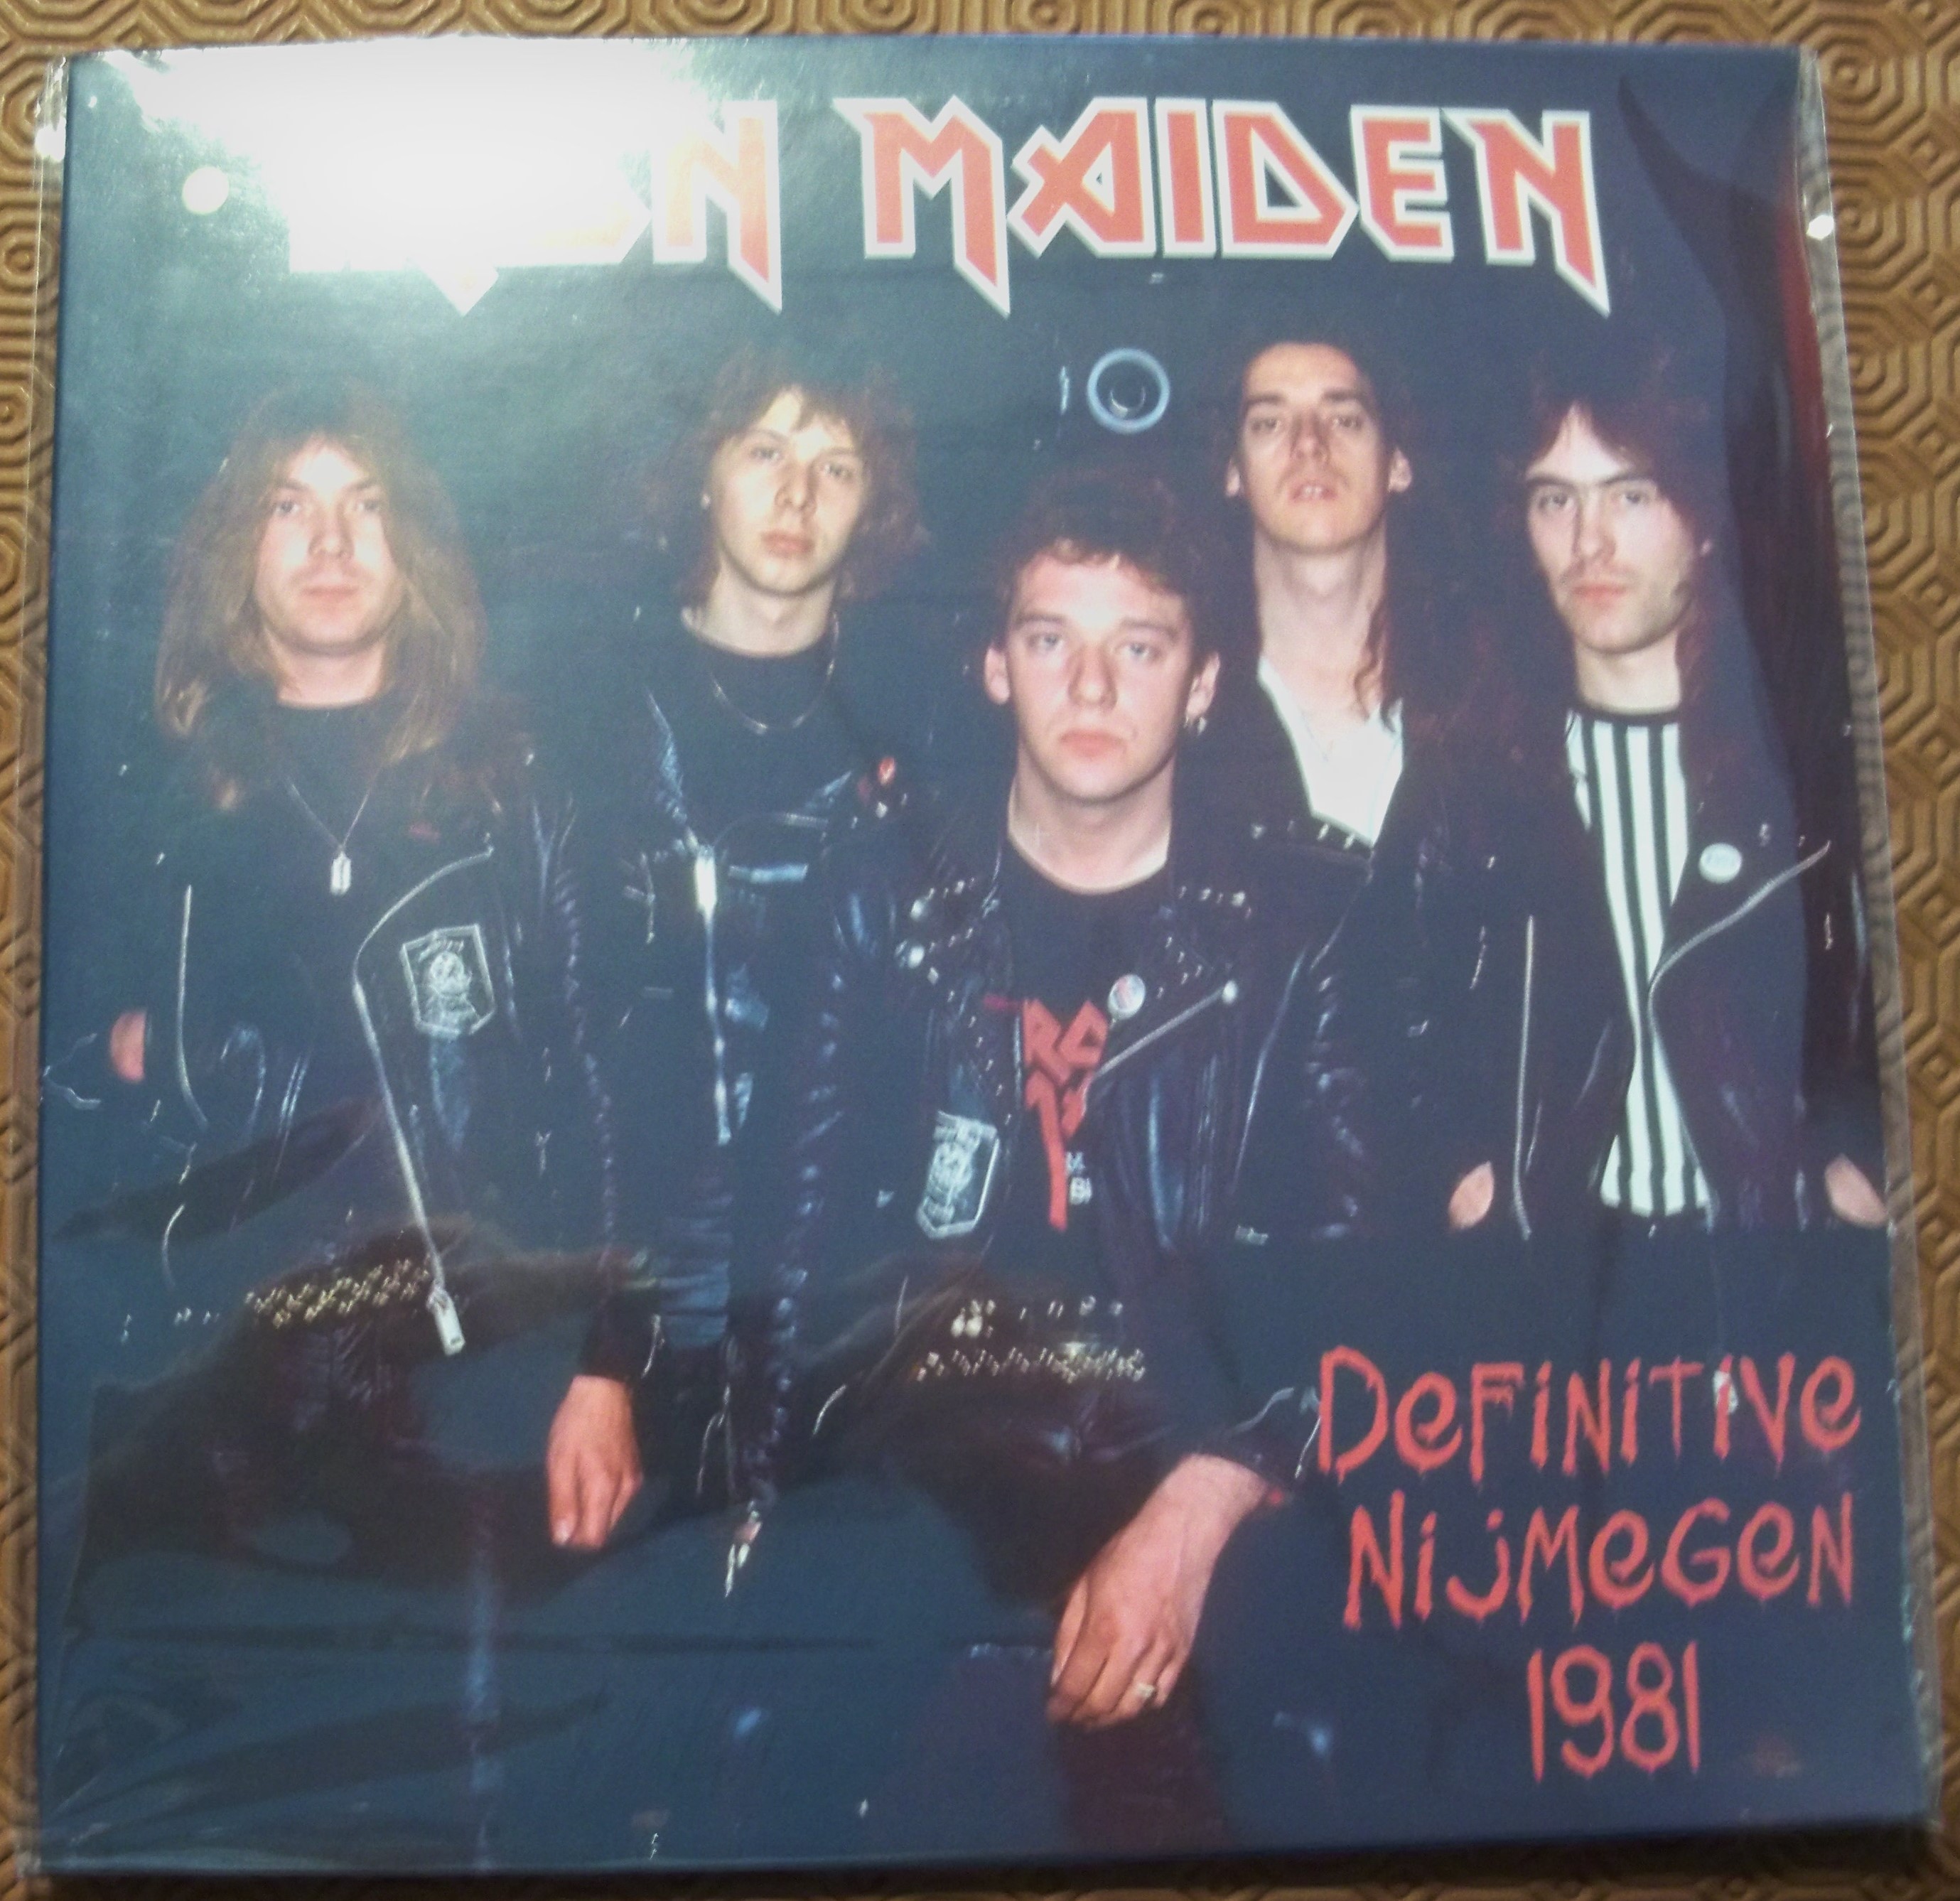 MAIDEN
DEFINITIVE
NIJMEGEN
1981